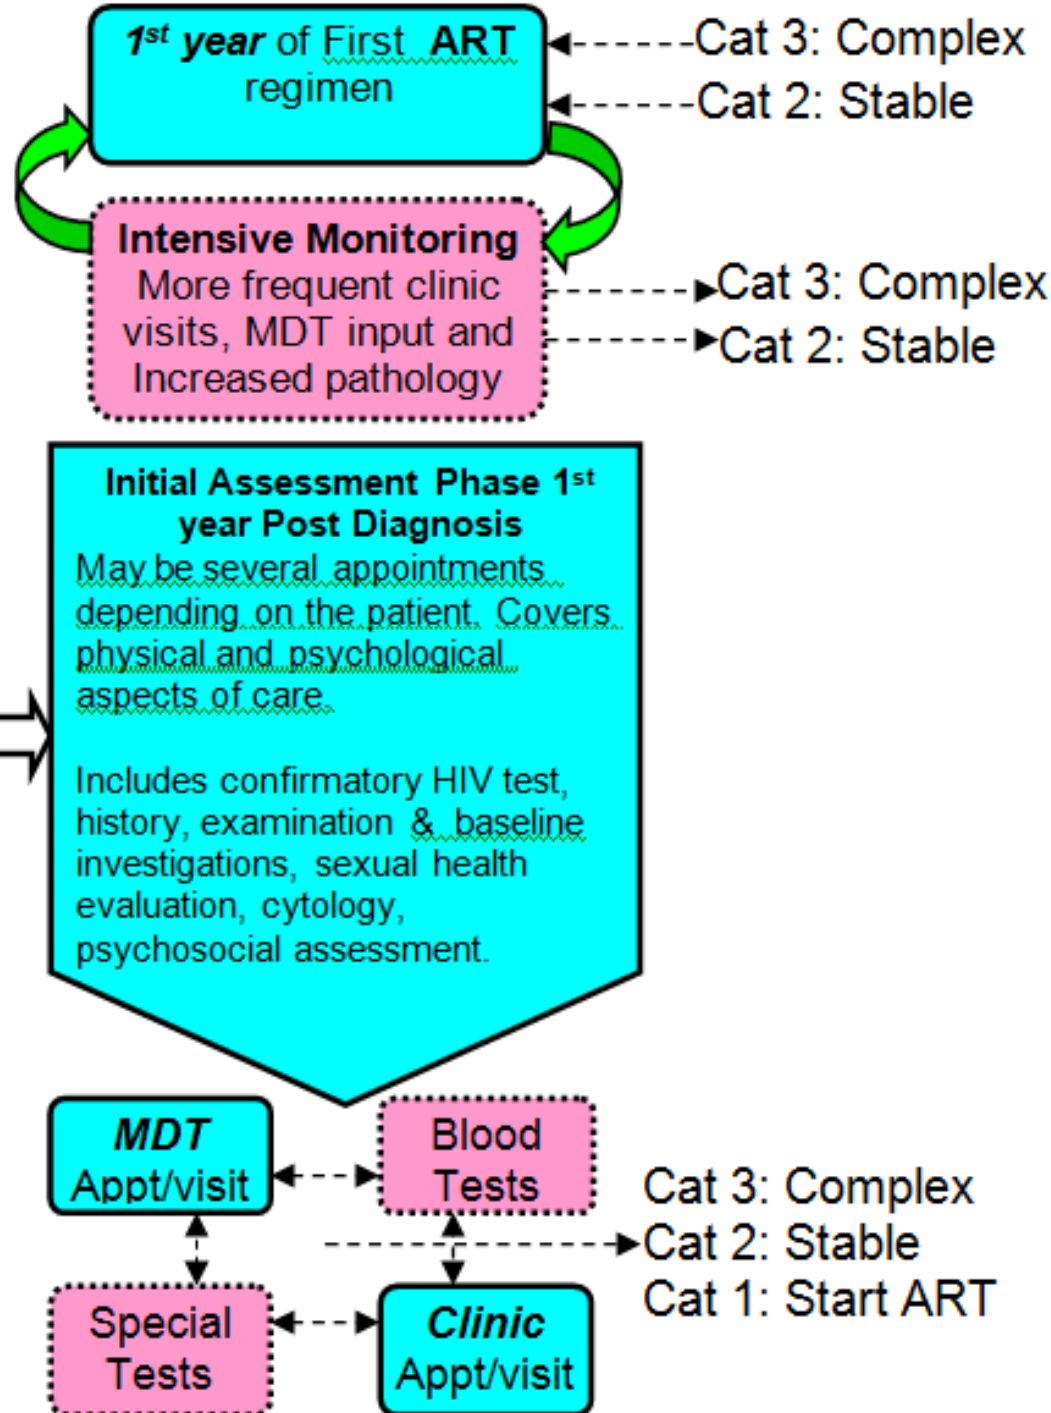 1st year of First ART
regimen
Cat 3: Complex
Cat 2: Stable
Intensive Monitoring
More frequent clinic
visits, MDT input and
Increased pathology
Cat 3: Complex
Cat 2: Stable
Initial Assessment Phase 1st
year Post Diagnosis
May be several appointments
depending on the patient. Covers
physical and psychological
aspects of care.
Includes confirmatory HIV test,
history, examination & baseline
investigations, sexual health
evaluation, cytology,
psychosocial assessment.
MDT
Appt/visit
Blood
Tests
Special
Tests
Clinic
Appt/visit
Cat 3: Complex
Cat 2: Stable
Cat 1: Start ART